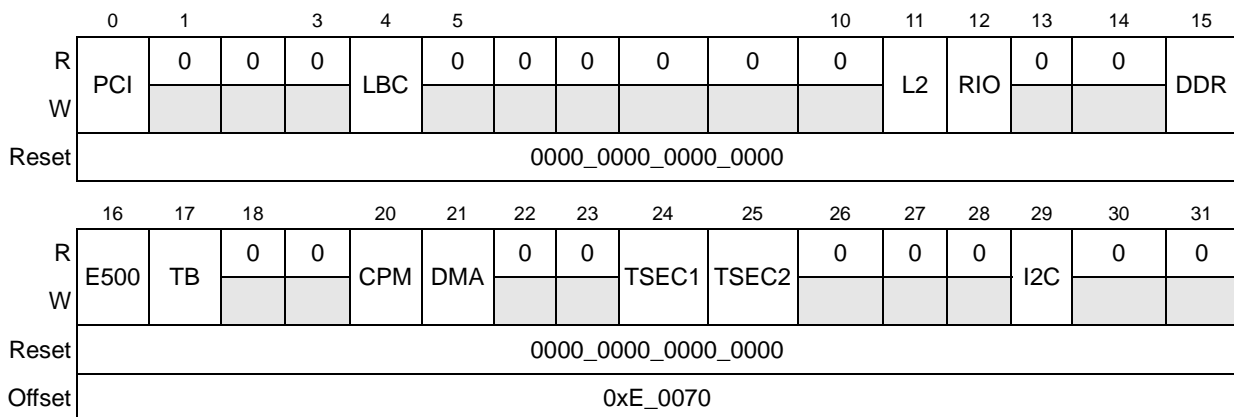 0 1 3 4 5 10 11 12 13 14 15
R PCI 0 0 0 LBC 0 0 0 0 0 0 L2 RIO 0 0 DDR
W
Reset 0000_0000_0000_0000
16 17 18 20 21 22 23 24 25 26 27 28 29 30 31
R E500 TB 0 0 CPM DMA 0 0 TSEC1 TSEC2 0 0 0 I2C 0 0
W
Reset 0000_0000_0000_0000
Offset 0xE_0070